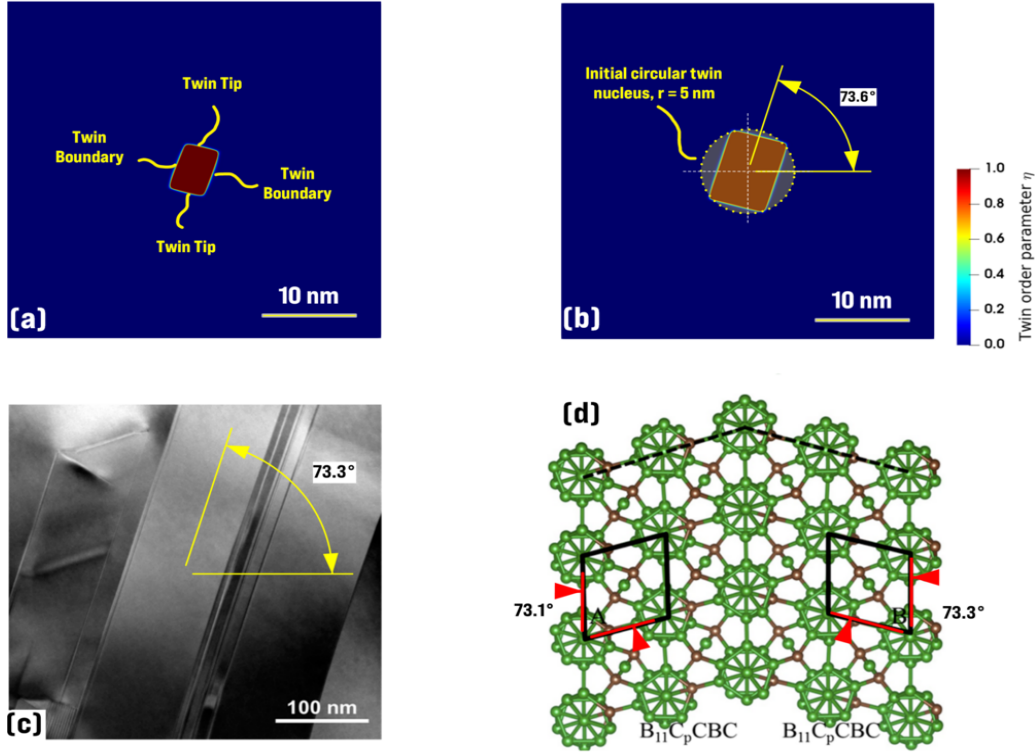 Twin Tip
Twin
Boundary
Twin
Boundary
Twin Tip
10 nm
(a)
Initial circular twin
nucleus, r = 5 nm
73.6°
10 nm
(b)
1.0
0.8
0.6
0.4
0.2
0.0
Twin order parameter η
73.3°
100 nm
(c)
(d)
73.1°
A
B
73.3°
B₁₁CₚCBC
B₁₁CₚCBC